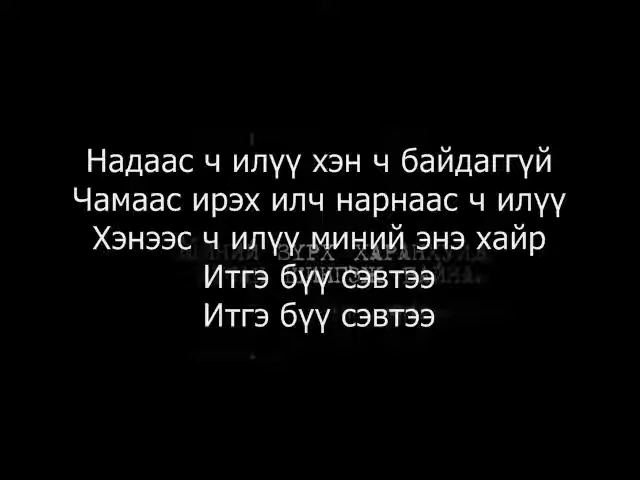 Надаас ч илүү хэн ч байдаггүй
Чамаас ирэх илч нарнаас ч илүү
Хэнээс ч илүү миний энэ хайр
Итгэ бүү сэвтээ
Итгэ бүү сэвтээ
ЗҮРХ